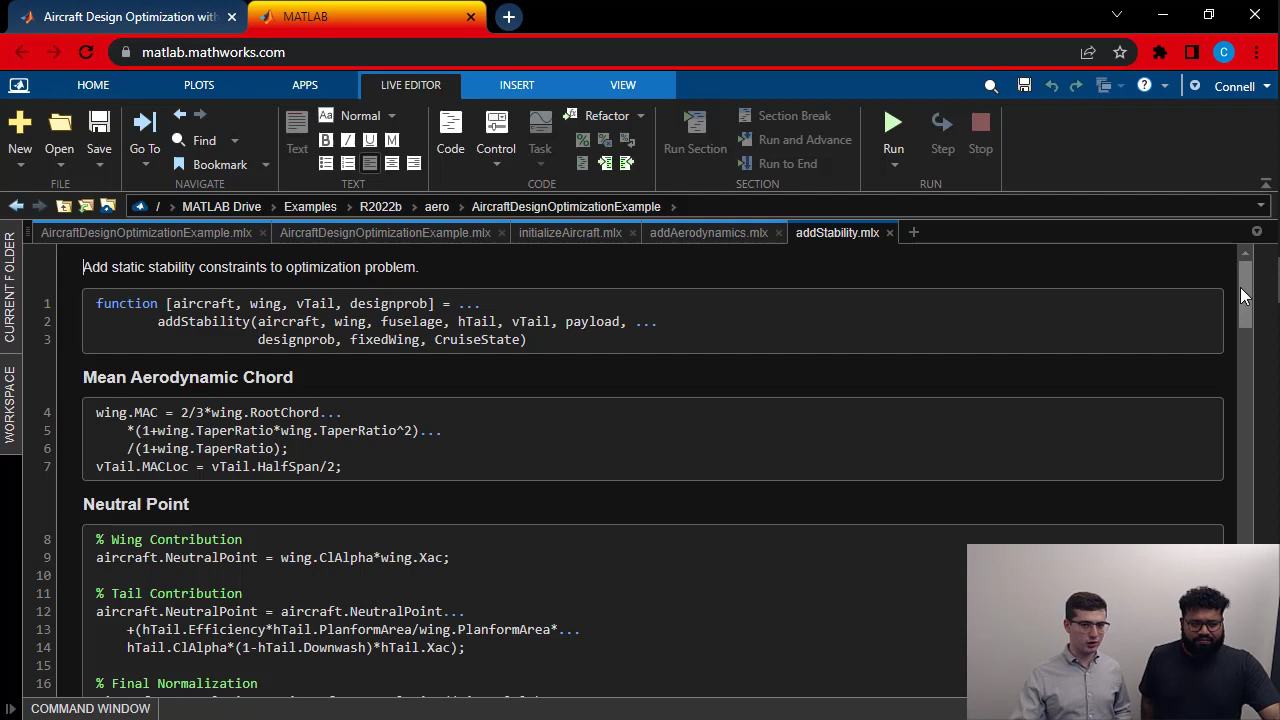 Aircraft Design Optimization with
MATLAB
matlab.mathworks.com
C
HOME
PLOTS
APPS
LIVE EDITOR
INSERT
VIEW
Connell
New
Open
Save
FILE
Go To
Find
Bookmark
NAVIGATE
Text
Aa Normal
B I U M
TEXT
Code
Control
Task
Refactor
CODE
Run Section
Section Break
Run and Advance
Run to End
SECTION
Run
Step
Stop
RUN
/ MATLAB Drive Examples R2022b aero AircraftDesignOptimizationExample
CURRENT FOLDER
WORKSPACE
AircraftDesignOptimizationExample.mlx
AircraftDesignOptimizationExample.mlx
initializeAircraft.mlx
addAerodynamics.mlx
addStability.mlx
Add static stability constraints to optimization problem.
1 function [aircraft, wing, vTail, designprob] = ...
2 addStability(aircraft, wing, fuselage, hTail, vTail, payload, ...
3 designprob, fixedWing, CruiseState)
Mean Aerodynamic Chord
4 wing.MAC = 2/3*wing.RootChord...
5 *(1+wing.TaperRatio*wing.TaperRatio^2)...
6 /(1+wing.TaperRatio);
7 vTail.MACLoc = vTail.HalfSpan/2;
Neutral Point
8 % Wing Contribution
9 aircraft.NeutralPoint = wing.ClAlpha*wing.Xac;
10
11 % Tail Contribution
12 aircraft.NeutralPoint = aircraft.NeutralPoint...
13 +(hTail.Efficiency*hTail.PlanformArea/wing.PlanformArea*...
14 hTail.ClAlpha*(1-hTail.Downwash)*hTail.Xac);
15
16 % Final Normalization
COMMAND WINDOW